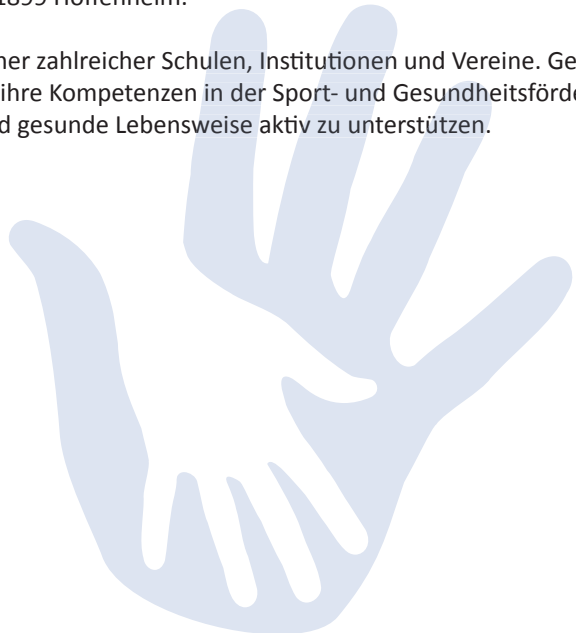 1899 Hoffenheim.
ner zahlreicher Schulen, Institutionen und Vereine. Ge
ihre Kompetenzen in der Sport- und Gesundheitsförde
d gesunde Lebensweise aktiv zu unterstützen.